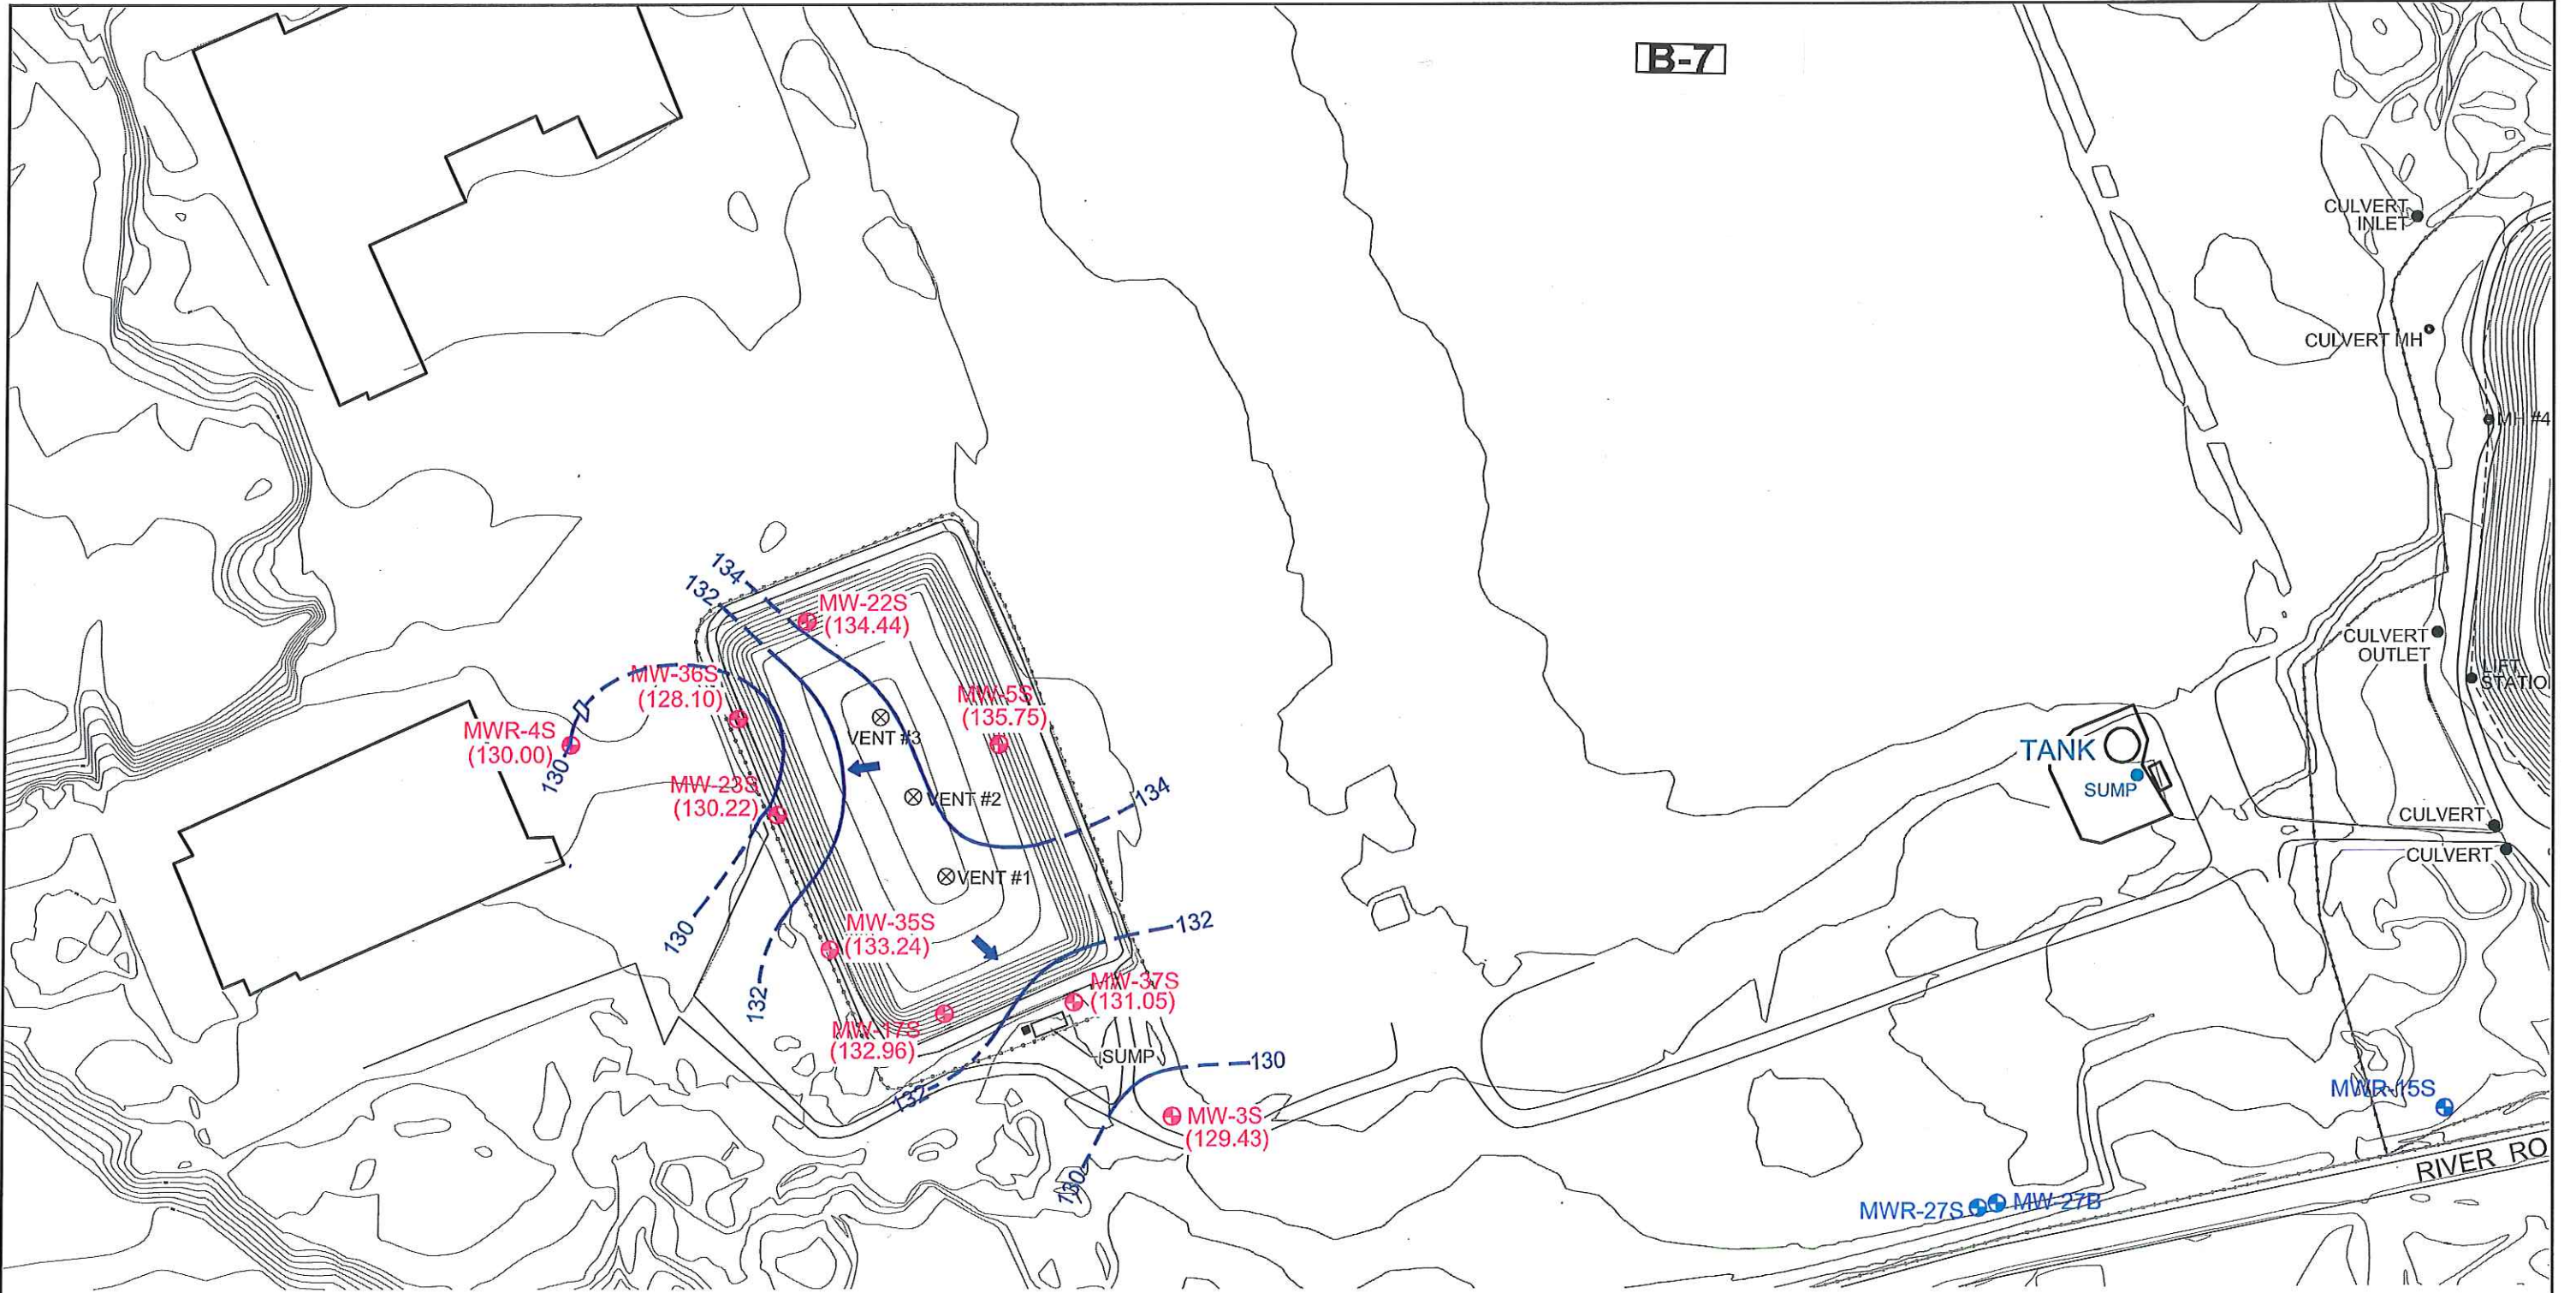 B-7
CULVERT
INLET
CULVERT MH
MH #4
134
132
MW-22S
(134.44)
CULVERT
OUTLET
LIFT
STATIO
MW-36S
(128.10)
MW-5S
(135.75)
MWR-4S
(130.00)
130
VENT #3
TANK
SUMP
MW-23S
(130.22)
VENT #2
134
CULVERT
CULVERT
VENT #1
130
MW-35S
(133.24)
132
132
MW-37S
(131.05)
MW-17S
(132.96)
SUMP
132
130
MW-3S
(129.43)
130
MWR-15S
RIVER RO
MWR-27S
MW-27B